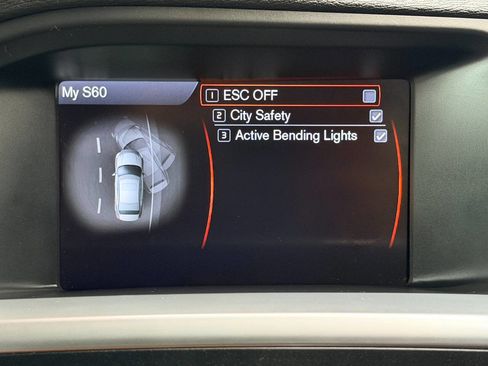 My S60
1 ESC OFF
2 City Safety
3 Active Bending Lights